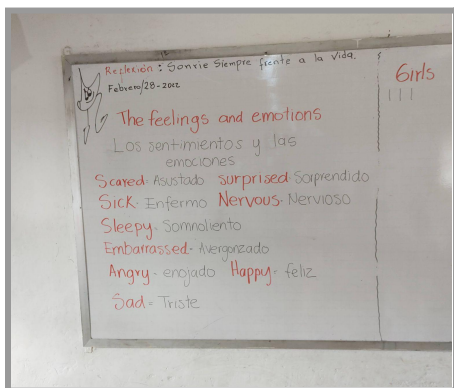 Reflexión: Sonrie Siempre frente a la vida.
Febrero/28-2022
The feelings and emotions
Los sentimientos y las
emociones
Scared- Asustado surprised- Sorprendido
Sick- Enfermo Nervous- Nervioso
Sleepy- Somnoliento
Embarrassed- Avergonzado
Angry- enojado Happy- feliz
Sad= Triste
Girls